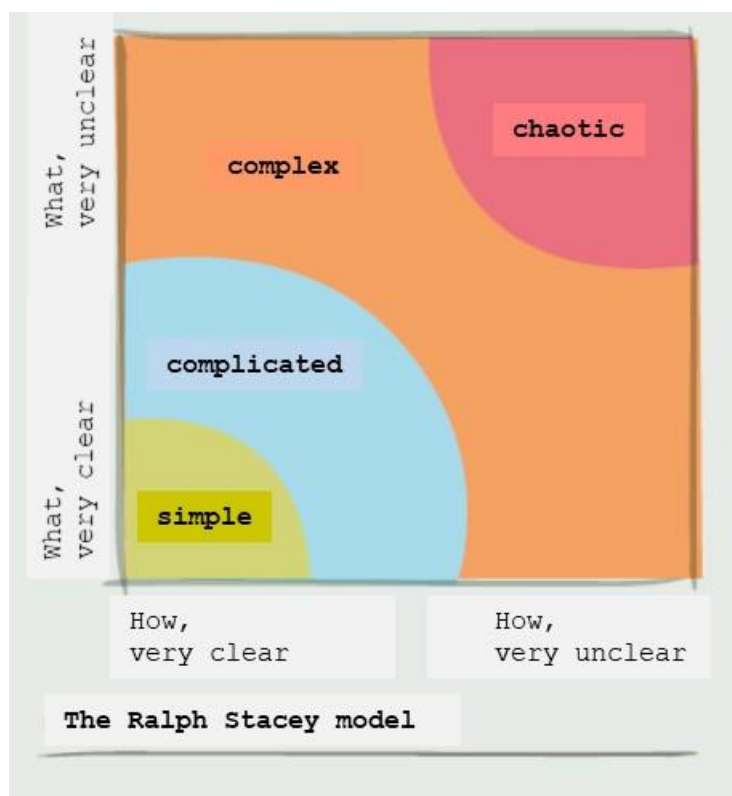 What,
very unclear
chaotic
complex
complicated
What,
very clear
simple
How,
very clear
How,
very unclear
The Ralph Stacey model